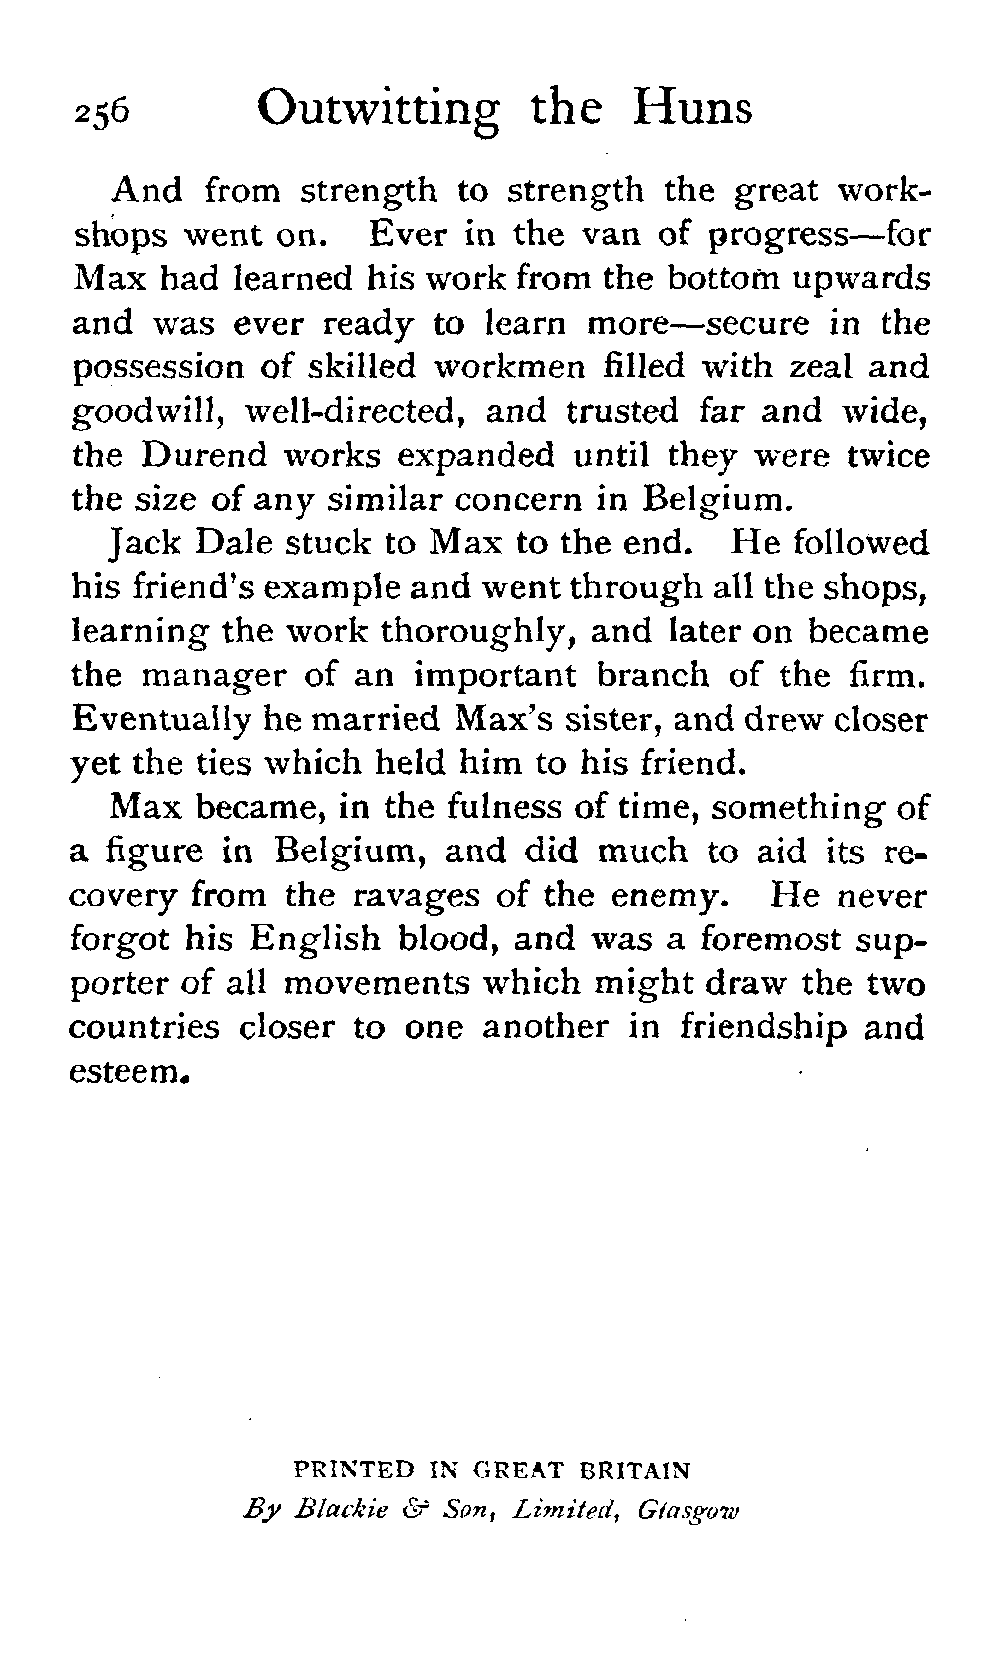 256 Outwitting the Huns
And from strength to strength the great work-
shops went on. Ever in the van of progress—for
Max had learned his work from the bottom upwards
and was ever ready to learn more—secure in the
possession of skilled workmen filled with zeal and
goodwill, well-directed, and trusted far and wide,
the Durend works expanded until they were twice
the size of any similar concern in Belgium.
Jack Dale stuck to Max to the end. He followed
his friend's example and went through all the shops,
learning the work thoroughly, and later on became
the manager of an important branch of the firm.
Eventually he married Max's sister, and drew closer
yet the ties which held him to his friend.
Max became, in the fulness of time, something of
a figure in Belgium, and did much to aid its re-
covery from the ravages of the enemy. He never
forgot his English blood, and was a foremost sup-
porter of all movements which might draw the two
countries closer to one another in friendship and
esteem.
PRINTED IN GREAT BRITAIN
By Blackie & Son, Limited, Glasgow